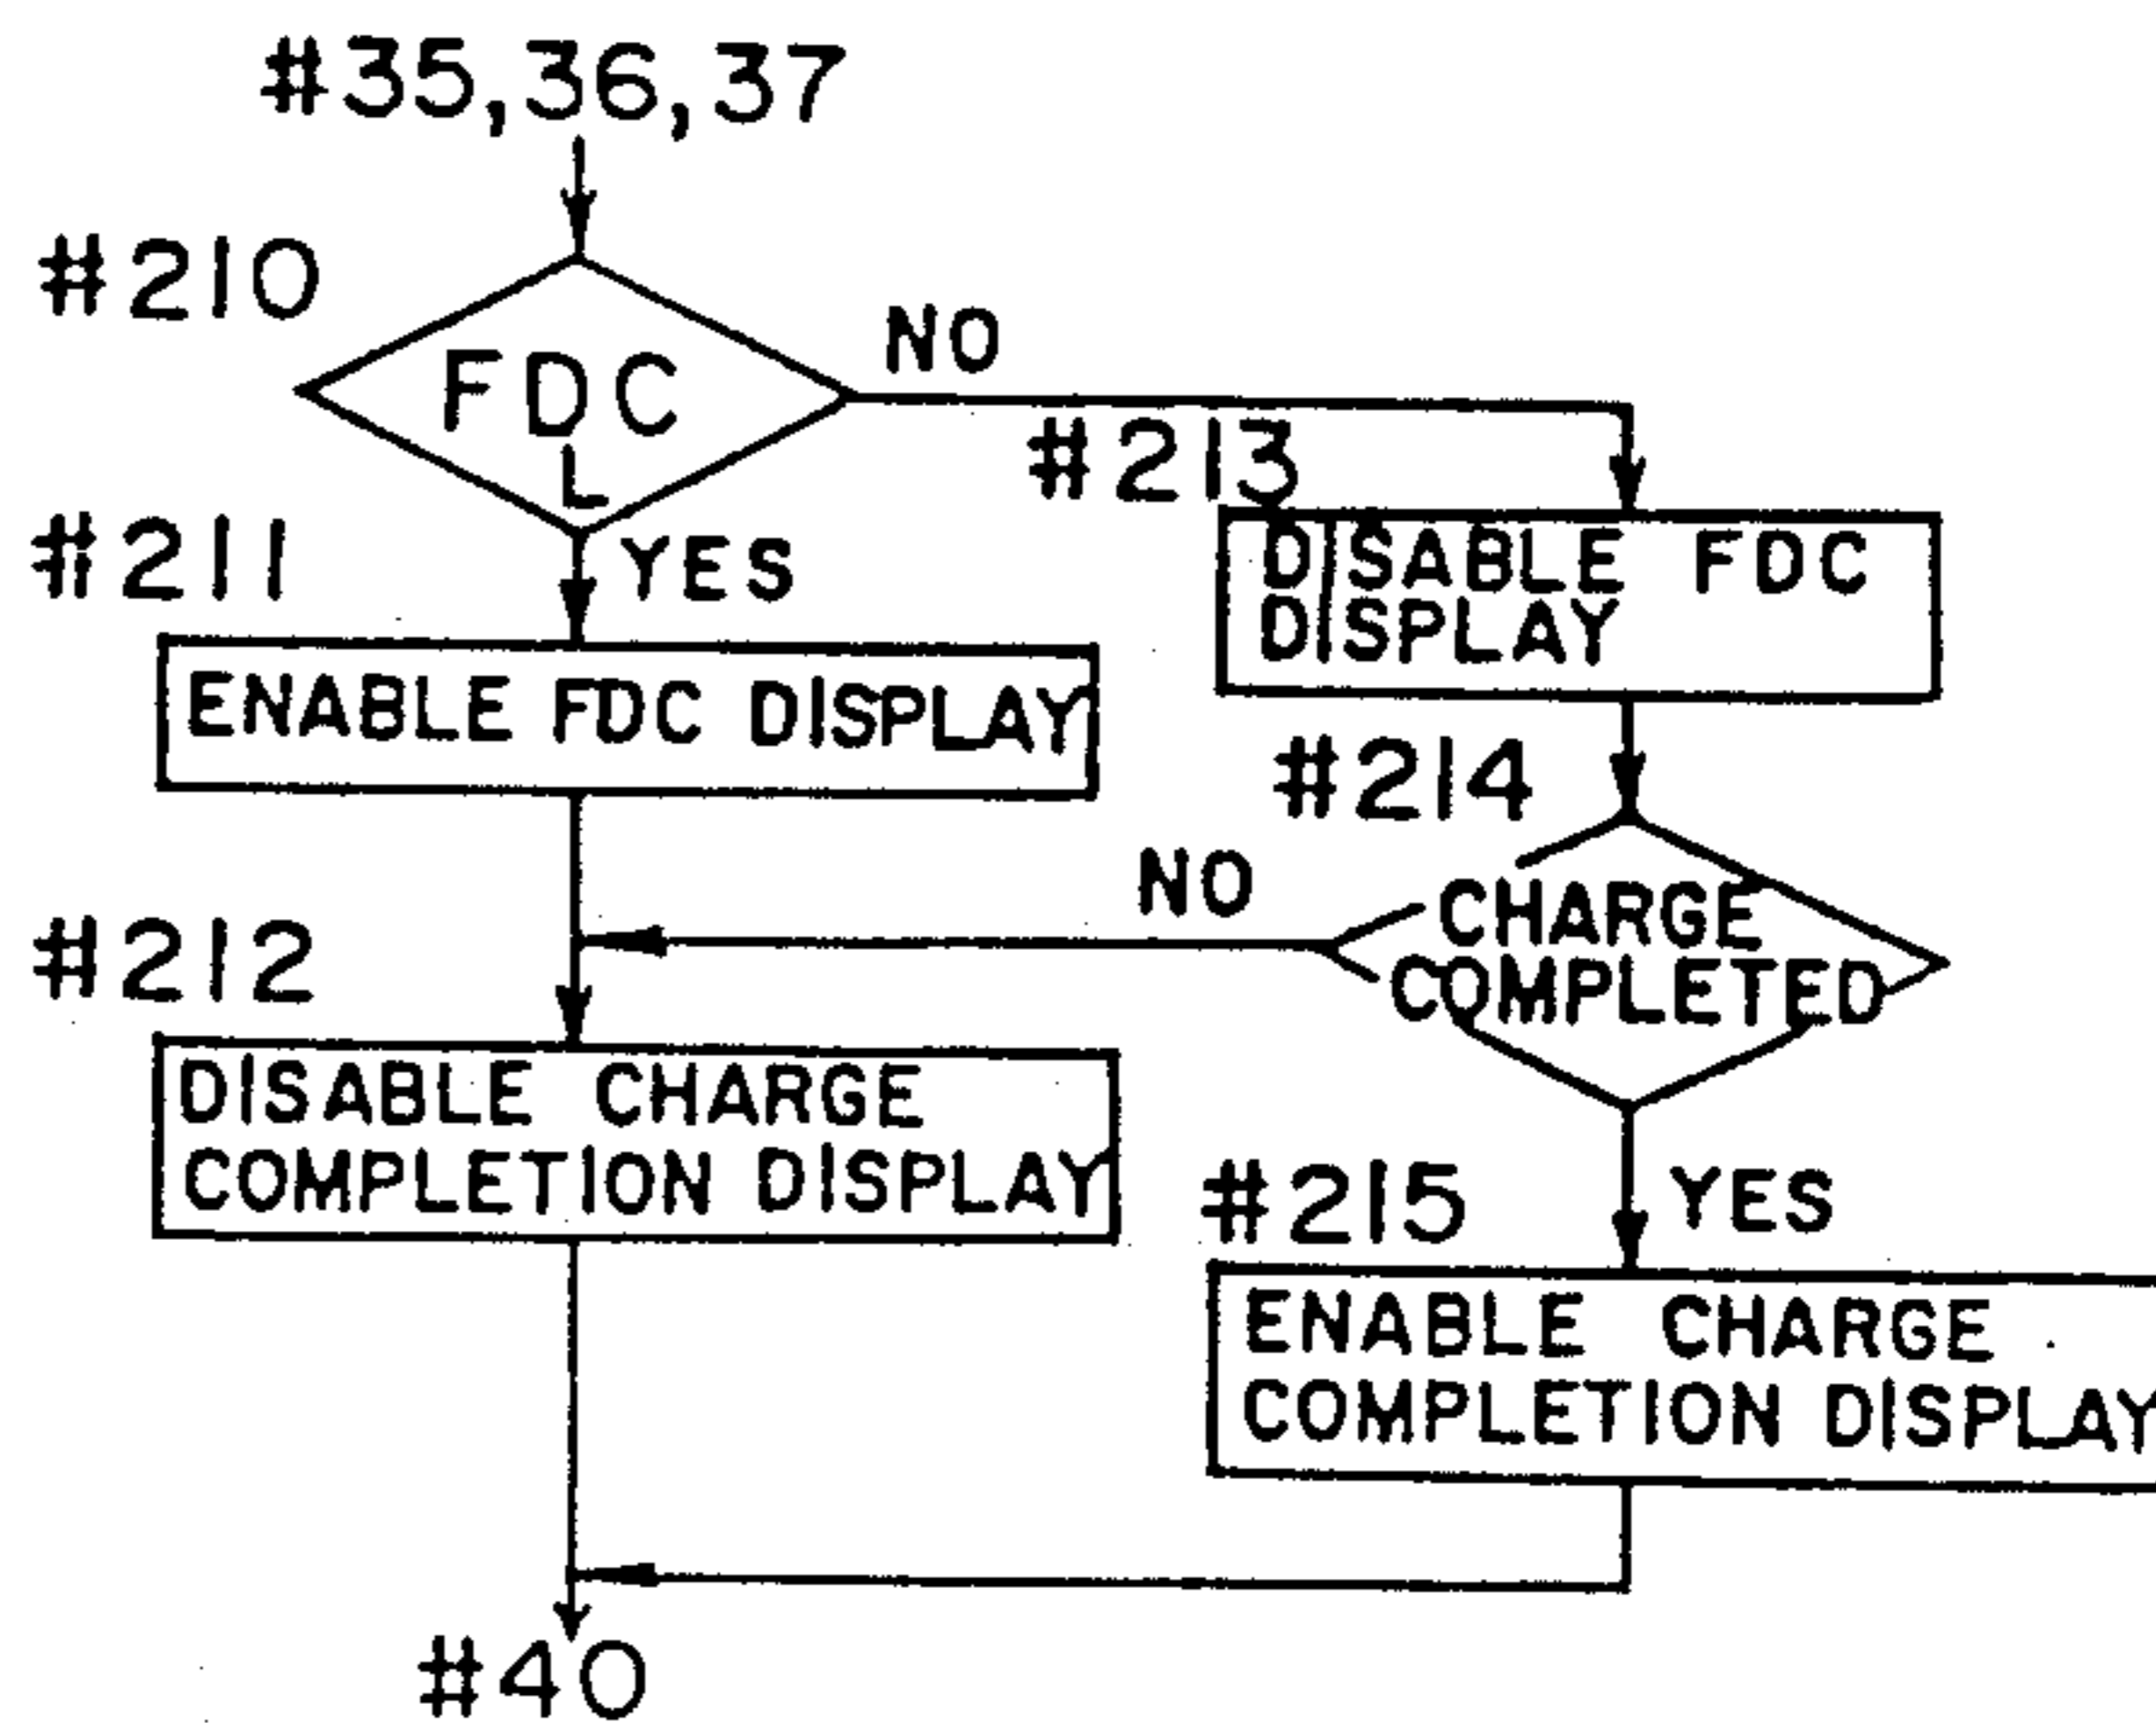 #35,36,37
#210
FDC
L
NO
#213
DISABLE FDC
DISPLAY
#211
YES
ENABLE FDC DISPLAY
#214
CHARGE
COMPLETED
NO
#212
DISABLE CHARGE
COMPLETION DISPLAY
#215
YES
ENABLE CHARGE
COMPLETION DISPLAY
#40